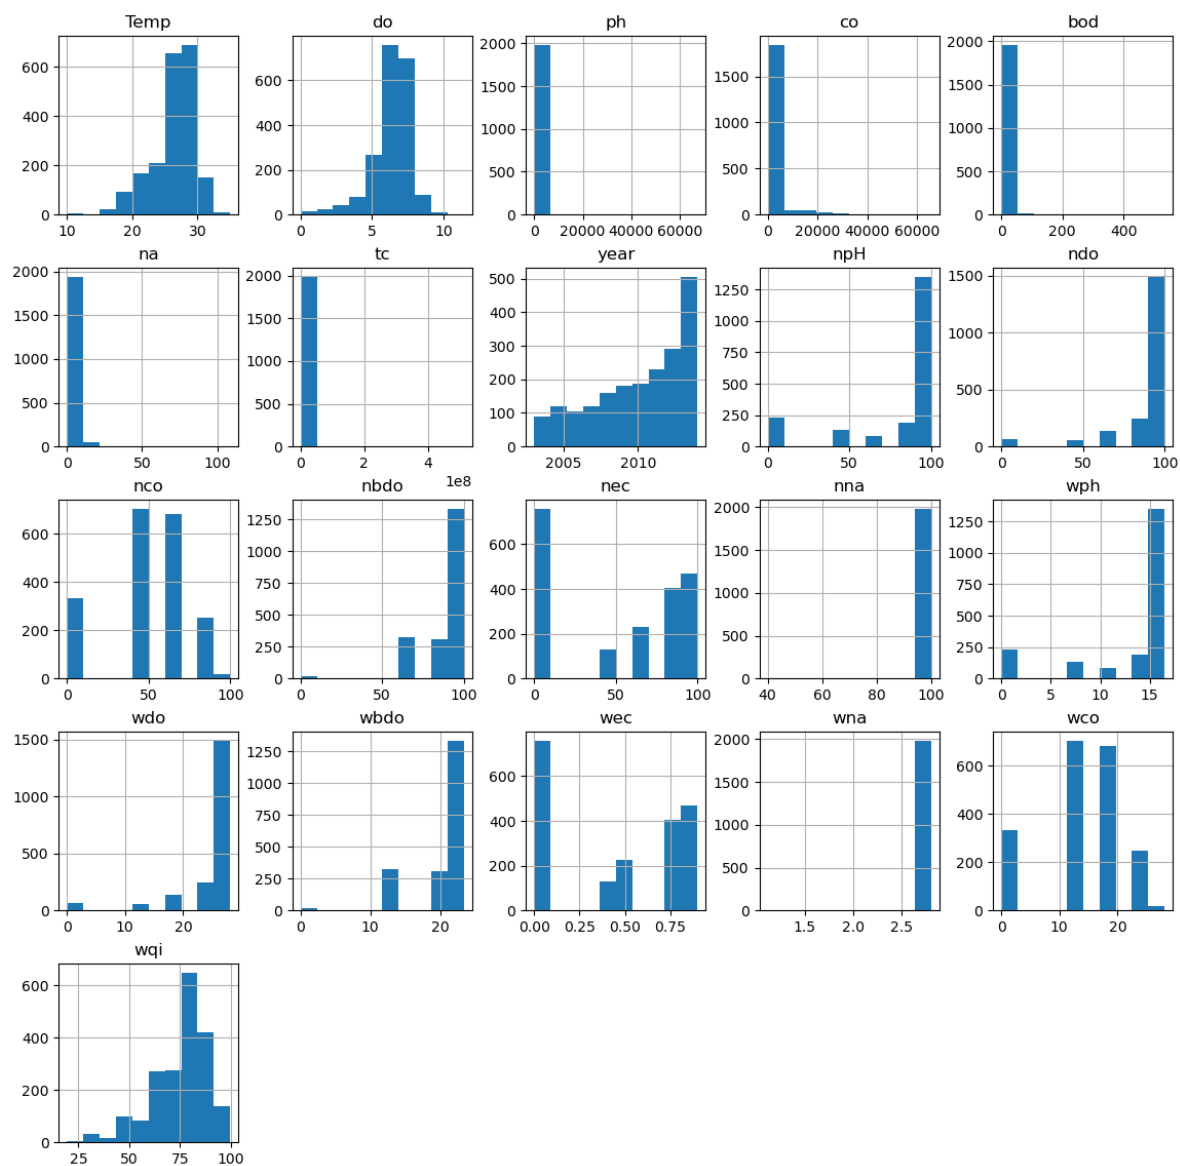 Temp do ph co bod
600 400 200 0 600 400 200 0 2000 1500 1000 500 0 1500 1000 500 0 2000 1500 1000 500 0
10 20 30 0 5 10 0 20000 40000 60000 0 20000 40000 60000 0 200 400
na tc year npH ndo
2000 1500 1000 500 0 2000 1500 1000 500 0 500 400 300 200 100 0 1250 1000 750 500 250 0 1500 1000 500 0
0 50 100 0 2 4 2005 2010 0 50 100 0 50 100
1e8
nco nbdo nec nna wph
600 400 200 0 1250 1000 750 500 250 0 600 400 200 0 2000 1500 1000 500 0 1250 1000 750 500 250 0
0 50 100 0 50 100 0 50 100 40 60 80 100 0 5 10 15
wdo wbdo wec wna wco
1500 1000 500 0 1250 1000 750 500 250 0 600 400 200 0 2000 1500 1000 500 0 600 400 200 0
0 10 20 0 10 20 0.00 0.25 0.50 0.75 1.5 2.0 2.5 0 10 20
wqi
600 400 200 0
25 50 75 100